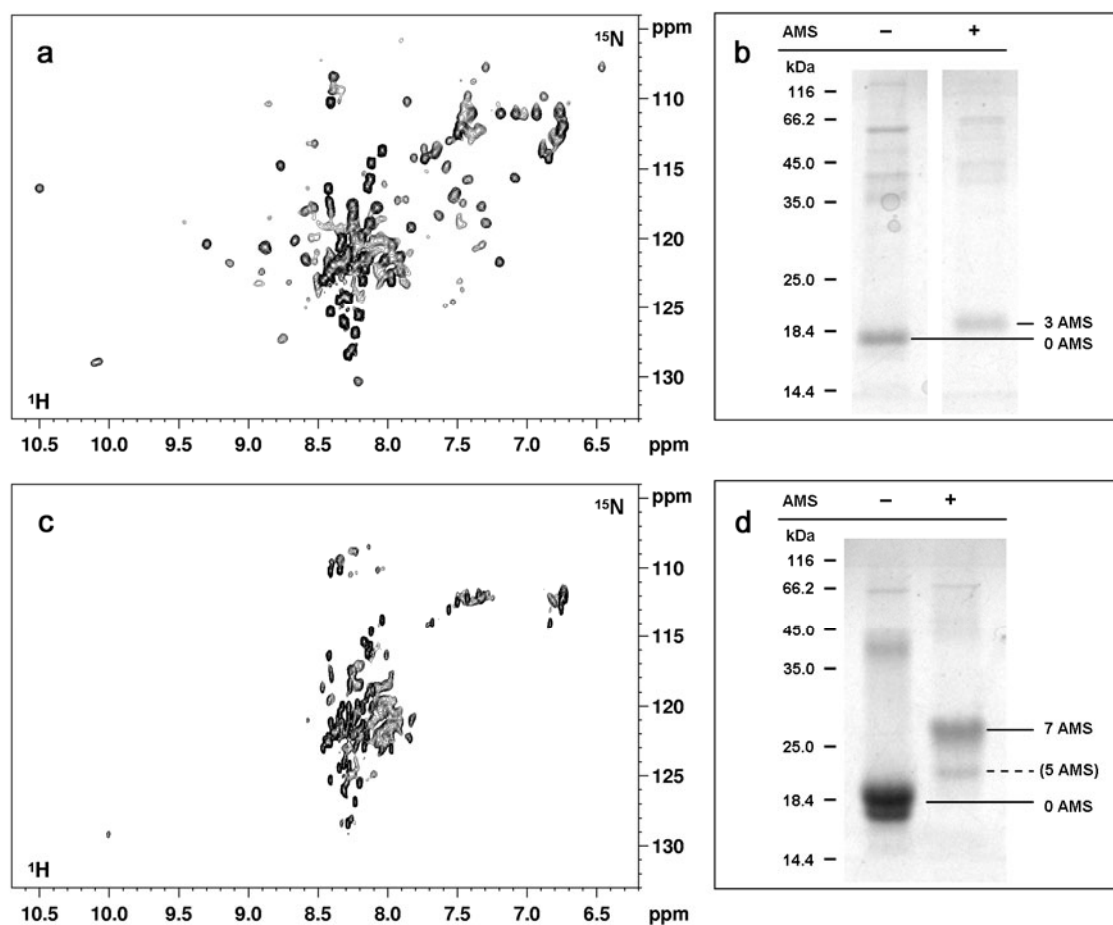 a
¹⁵N
ppm
110
115
120
125
130
¹H
10.5 10.0 9.5 9.0 8.5 8.0 7.5 7.0 6.5 ppm
b
AMS − +
kDa
116
66.2
45.0
35.0
25.0
18.4
14.4
3 AMS
0 AMS
c
¹⁵N
ppm
110
115
120
125
130
¹H
10.5 10.0 9.5 9.0 8.5 8.0 7.5 7.0 6.5 ppm
d
AMS − +
kDa
116
66.2
45.0
35.0
25.0
18.4
14.4
7 AMS
(5 AMS)
0 AMS